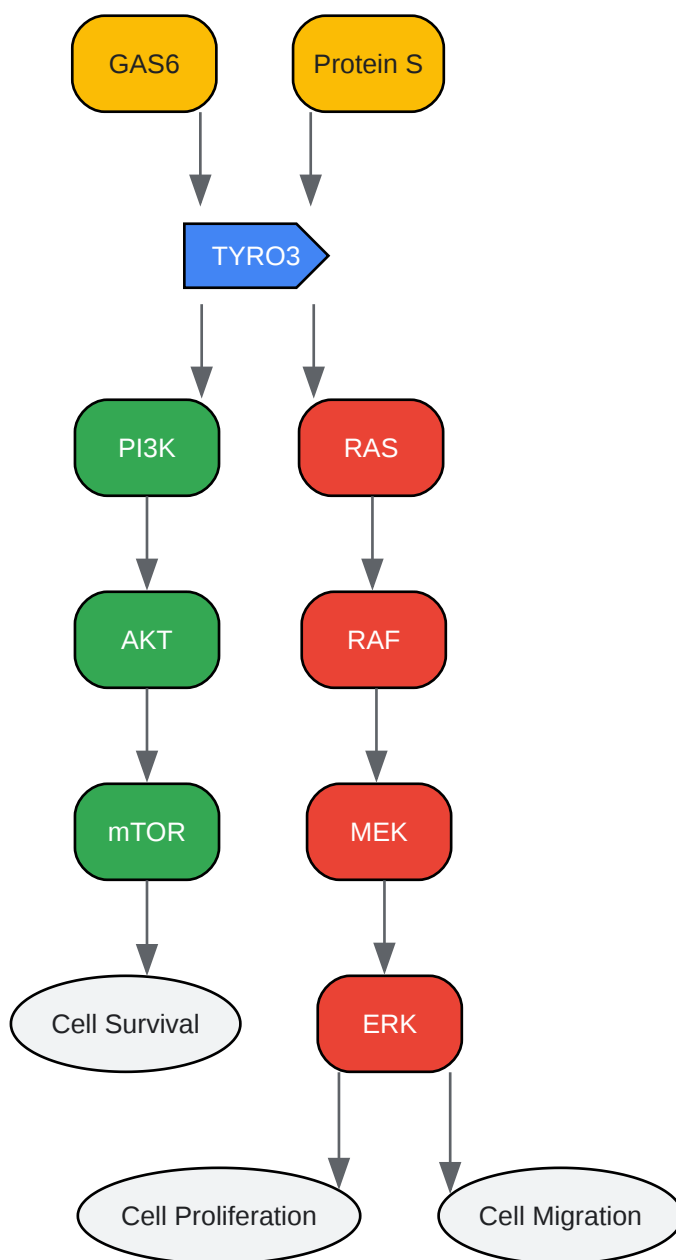 GAS6
Protein S
TYRO3
PI3K
RAS
AKT
RAF
mTOR
MEK
Cell Survival
ERK
Cell Proliferation
Cell Migration